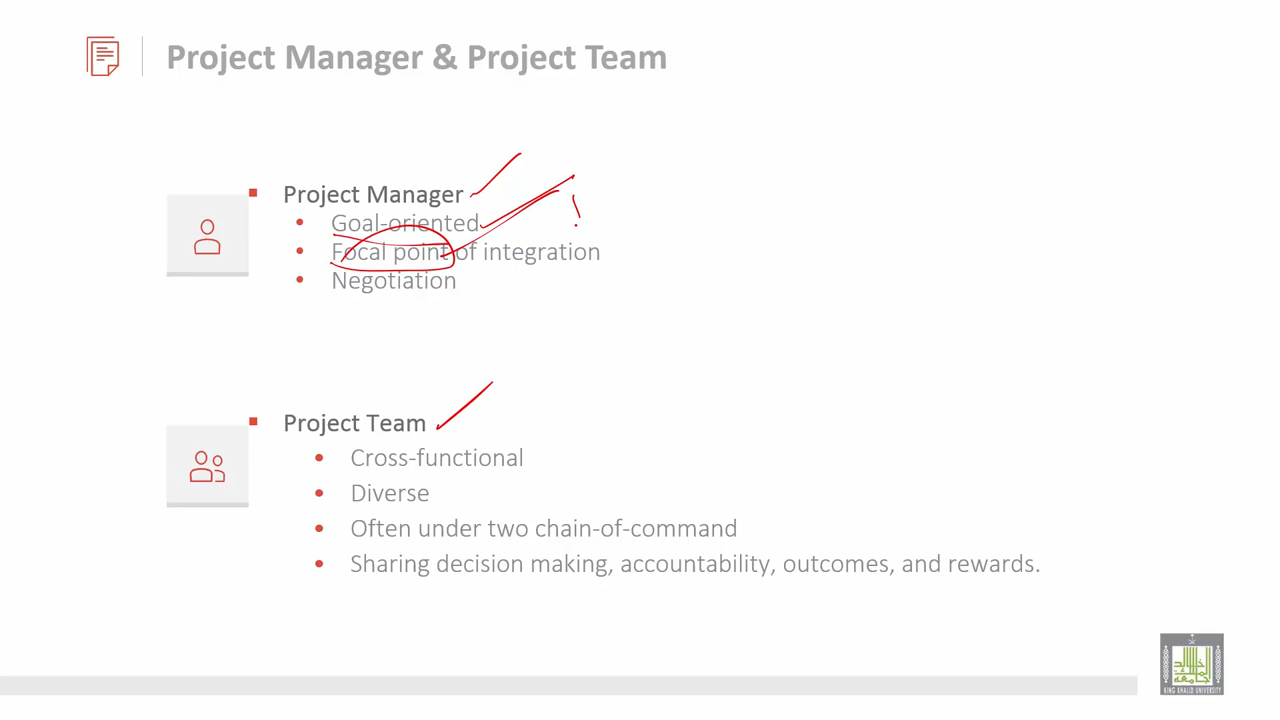 Project Manager & Project Team
Project Manager
Goal-oriented
Focal point of integration
Negotiation
Project Team
Cross-functional
Diverse
Often under two chain-of-command
Sharing decision making, accountability, outcomes, and rewards.
KING KHALID UNIVERSITY